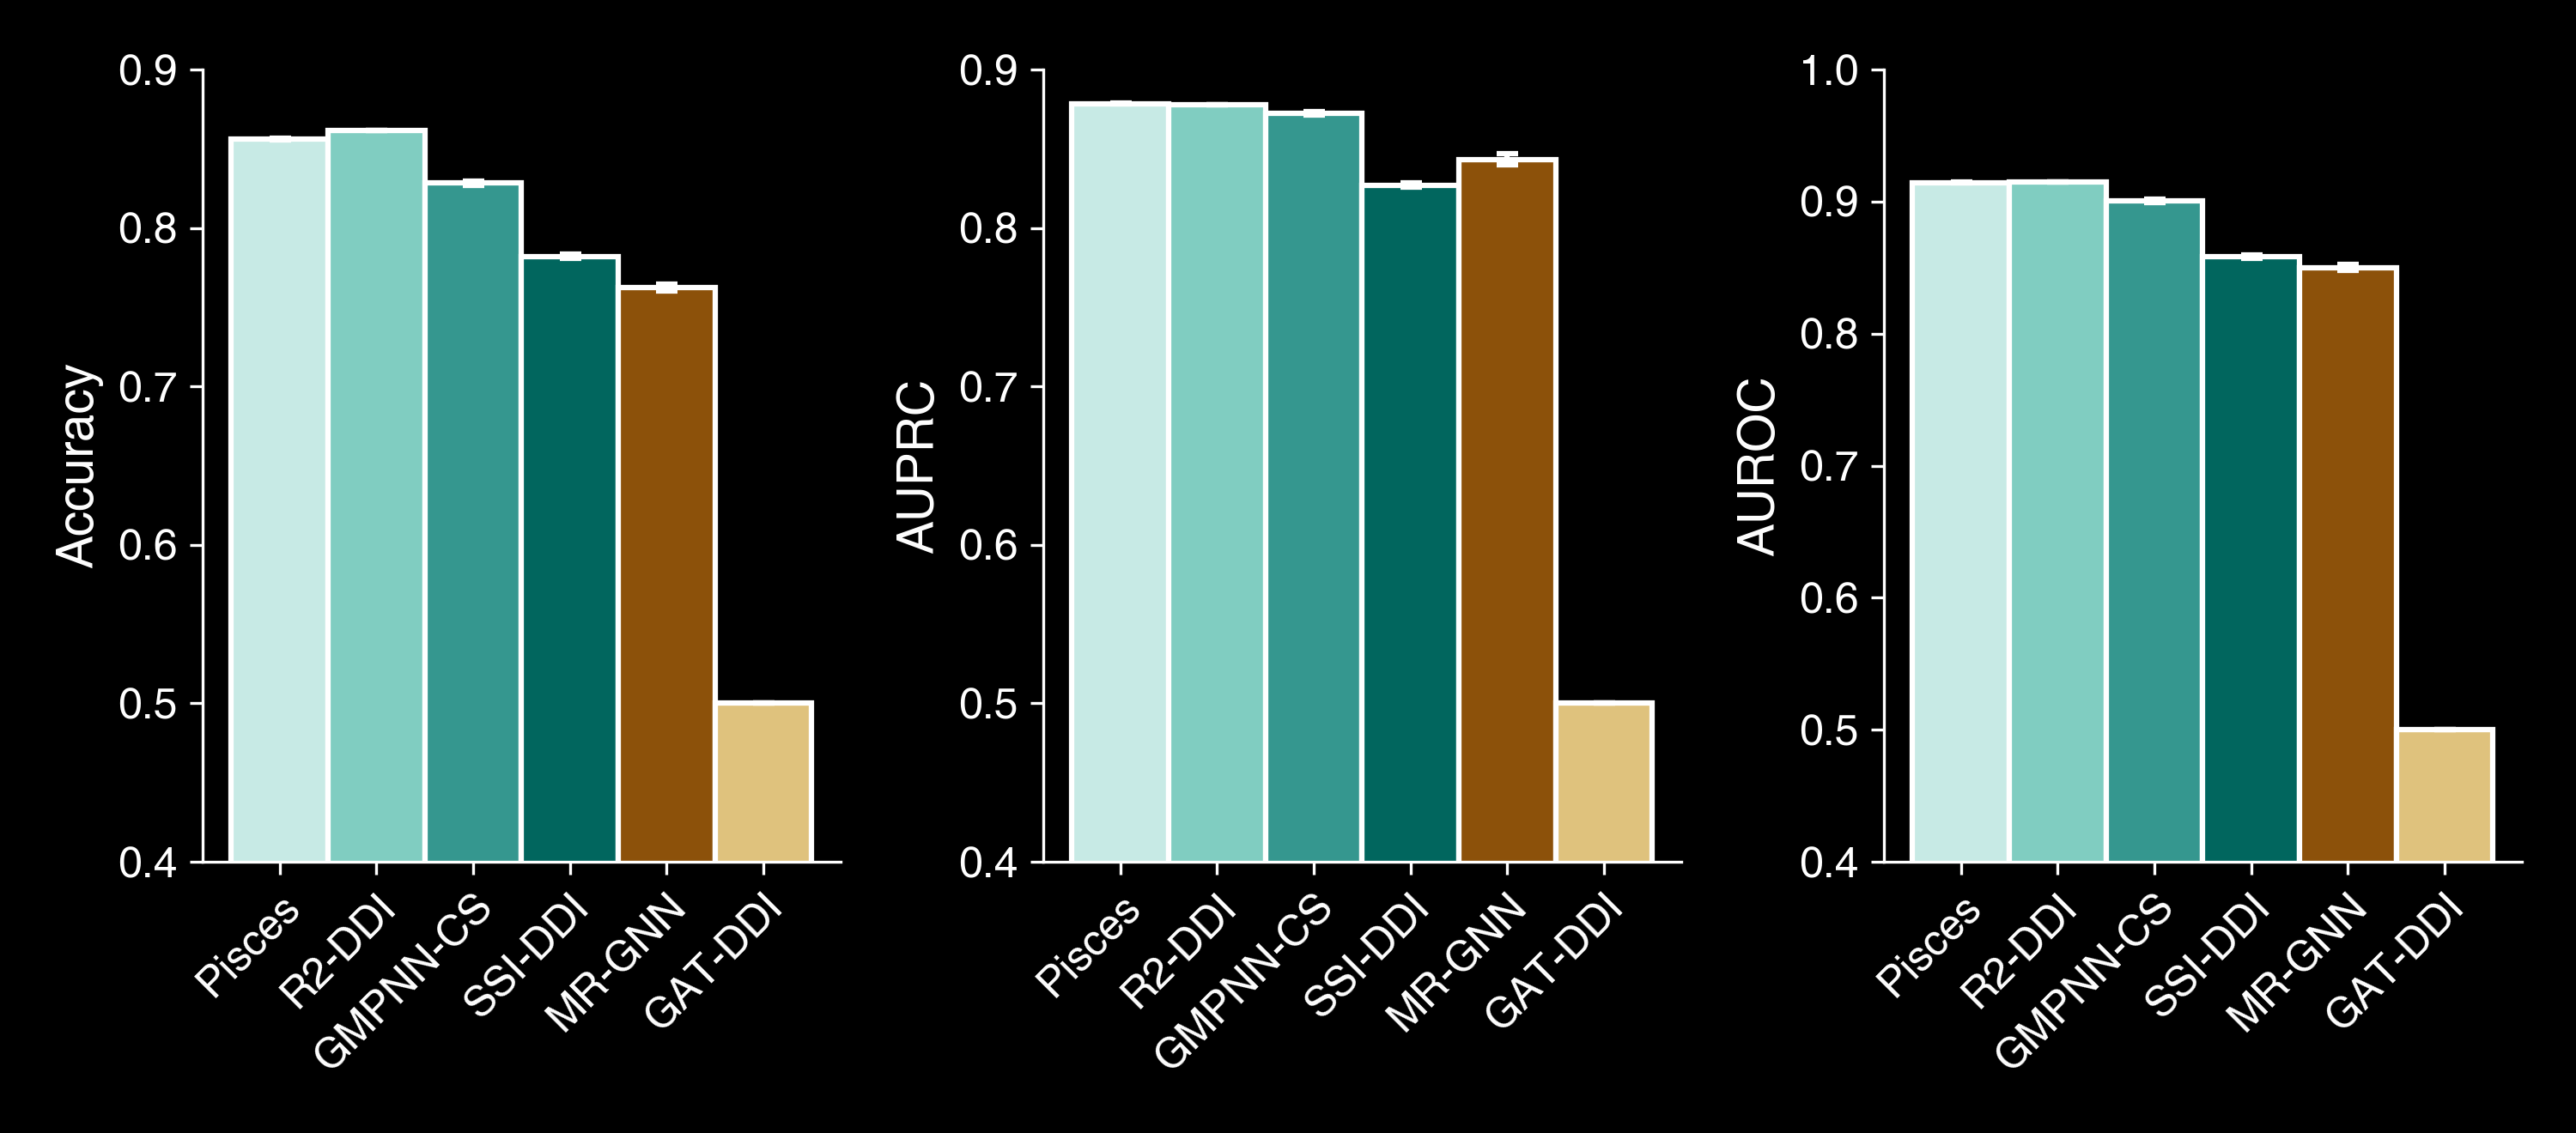 Accuracy
0.9
0.8
0.7
0.6
0.5
0.4
Pisces
R2-DDI
GMPNN-CS
SSI-DDI
MR-GNN
GAT-DDI
AUPRC
0.9
0.8
0.7
0.6
0.5
0.4
Pisces
R2-DDI
GMPNN-CS
SSI-DDI
MR-GNN
GAT-DDI
AUROC
1.0
0.9
0.8
0.7
0.6
0.5
0.4
Pisces
R2-DDI
GMPNN-CS
SSI-DDI
MR-GNN
GAT-DDI